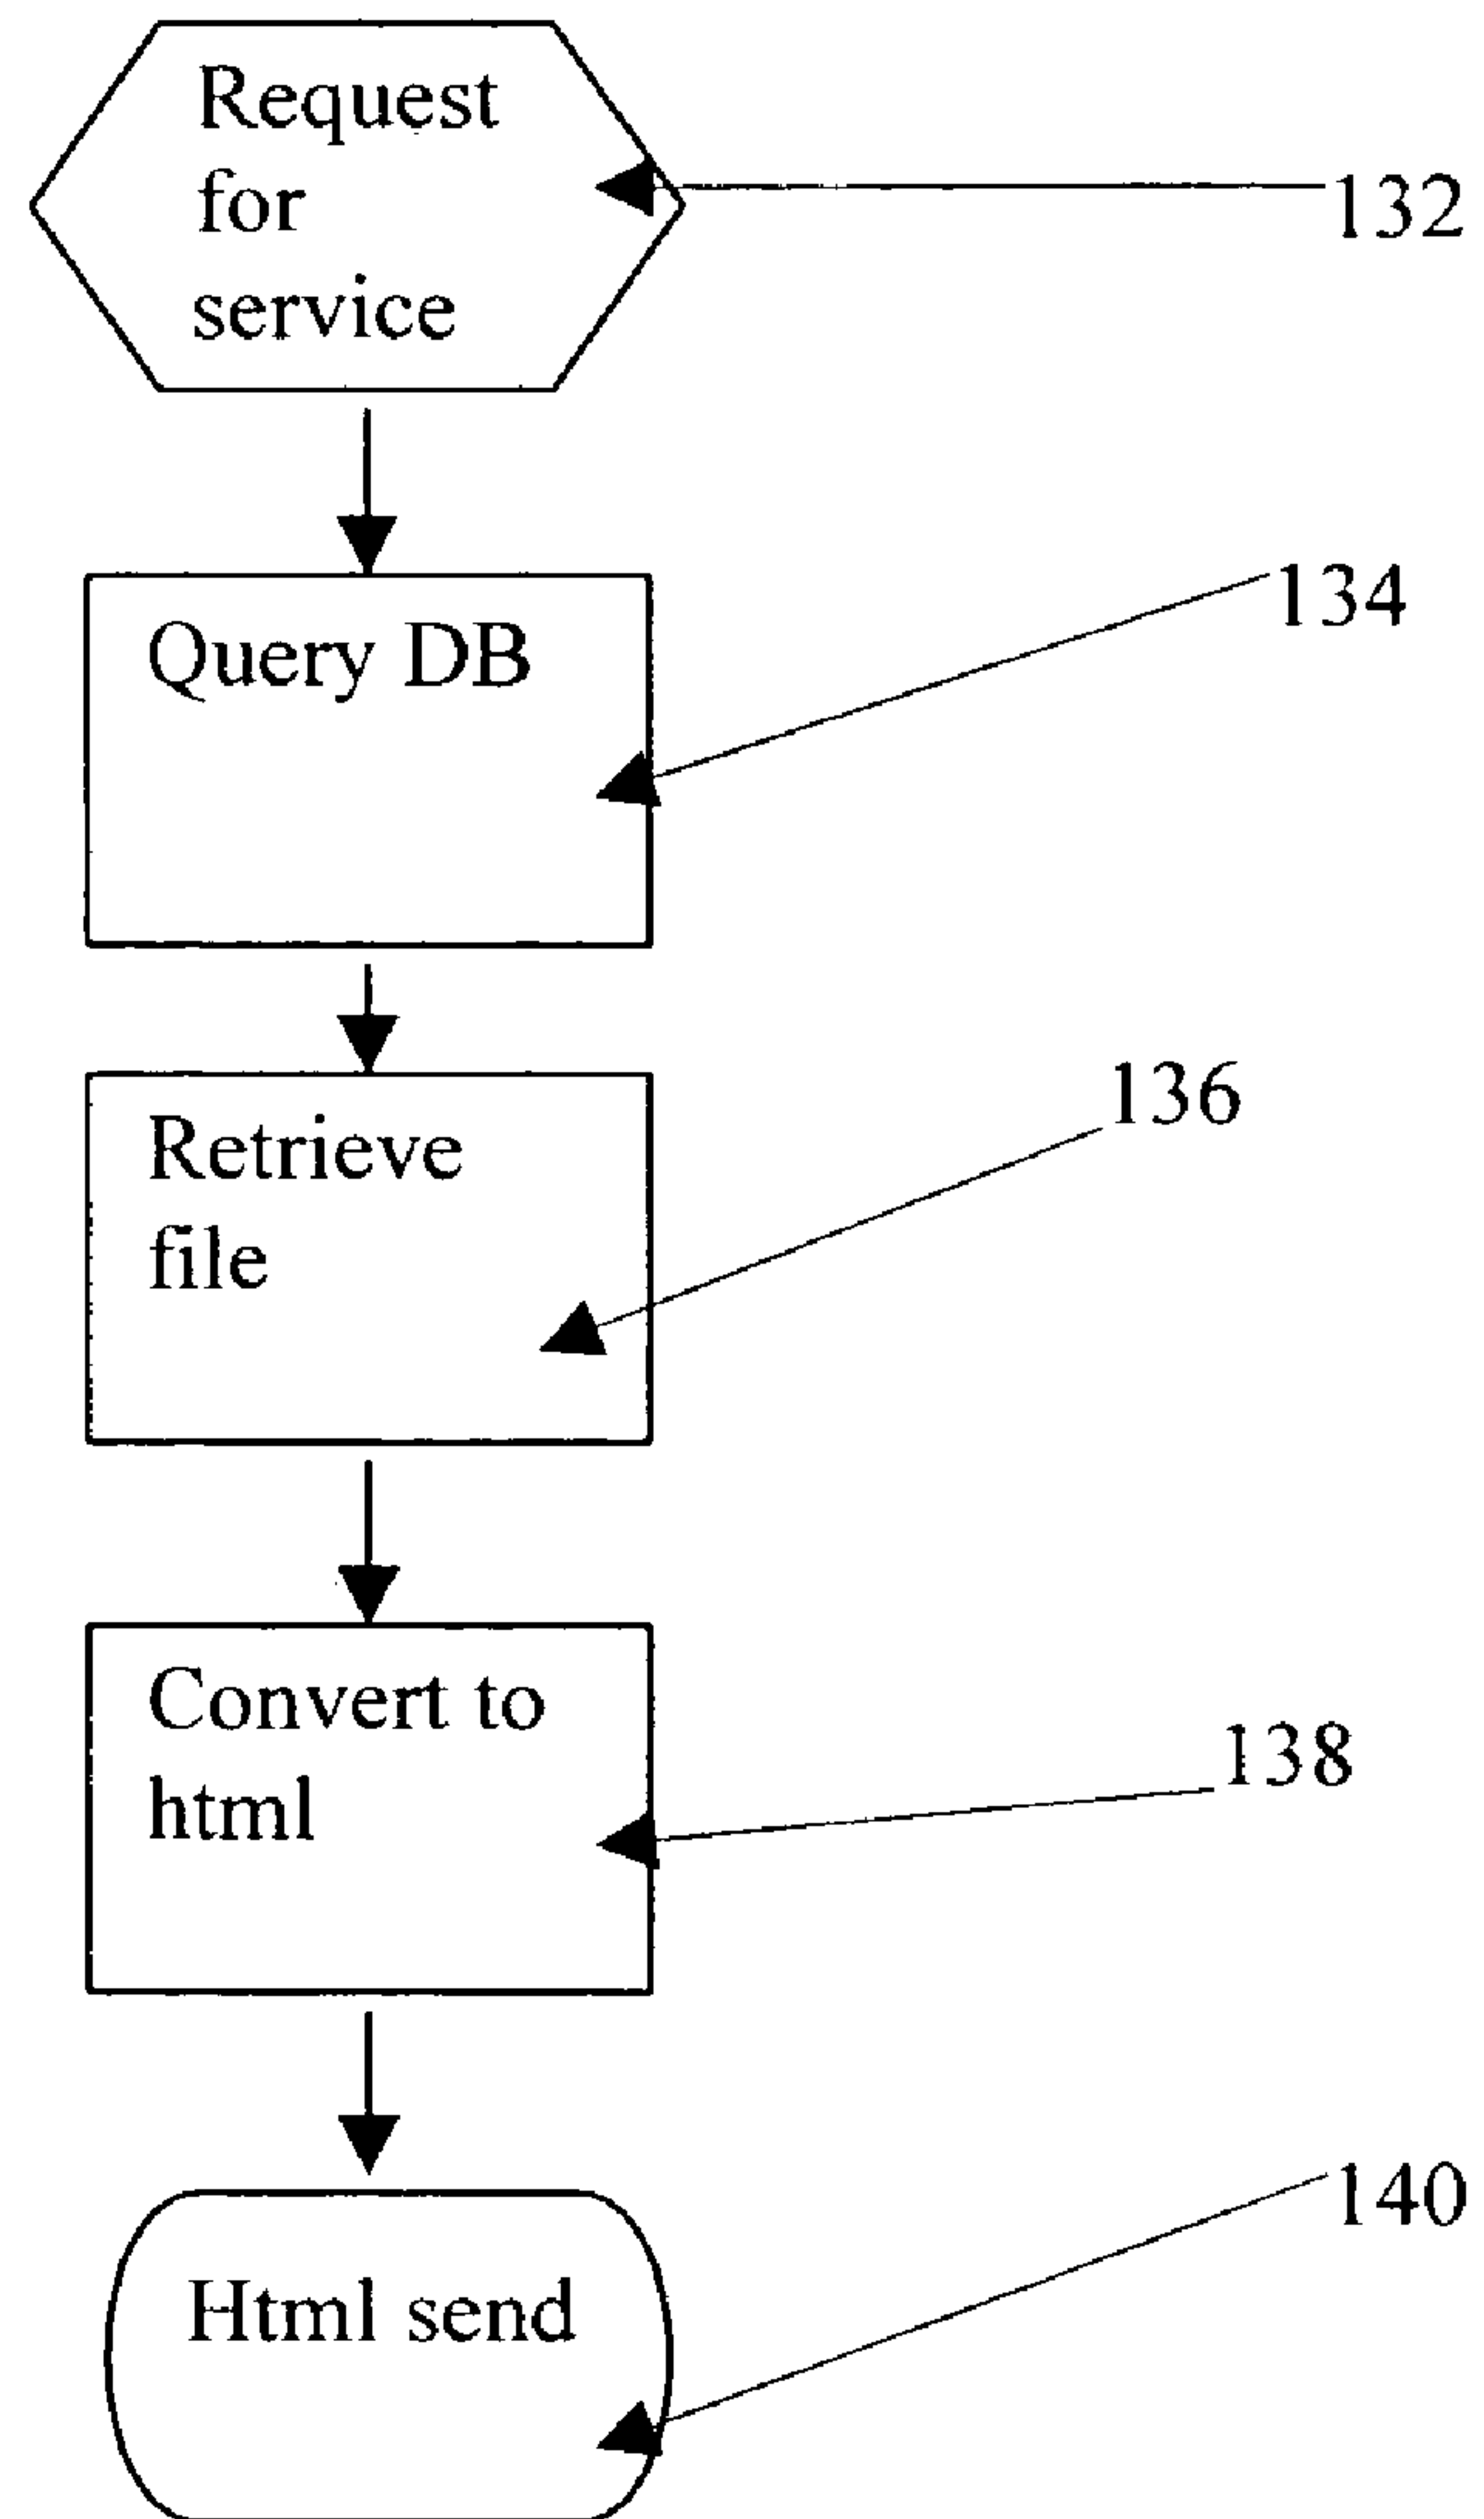 Request
for
service
132
134
Query DB
136
Retrieve
file
Convert to
html
138
140
Html send